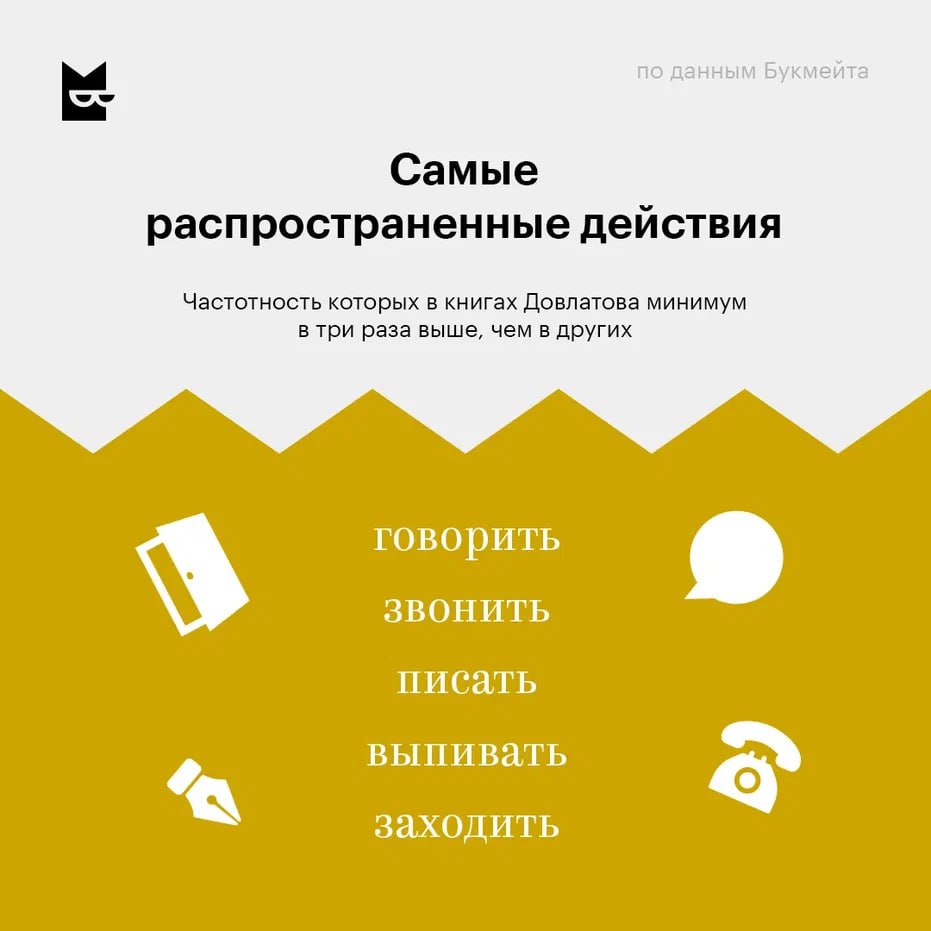 по данным Букмейта
Самые
распространенные действия
Частотность которых в книгах Довлатова минимум
в три раза выше, чем в других
говорить
звонить
писать
выпивать
заходить